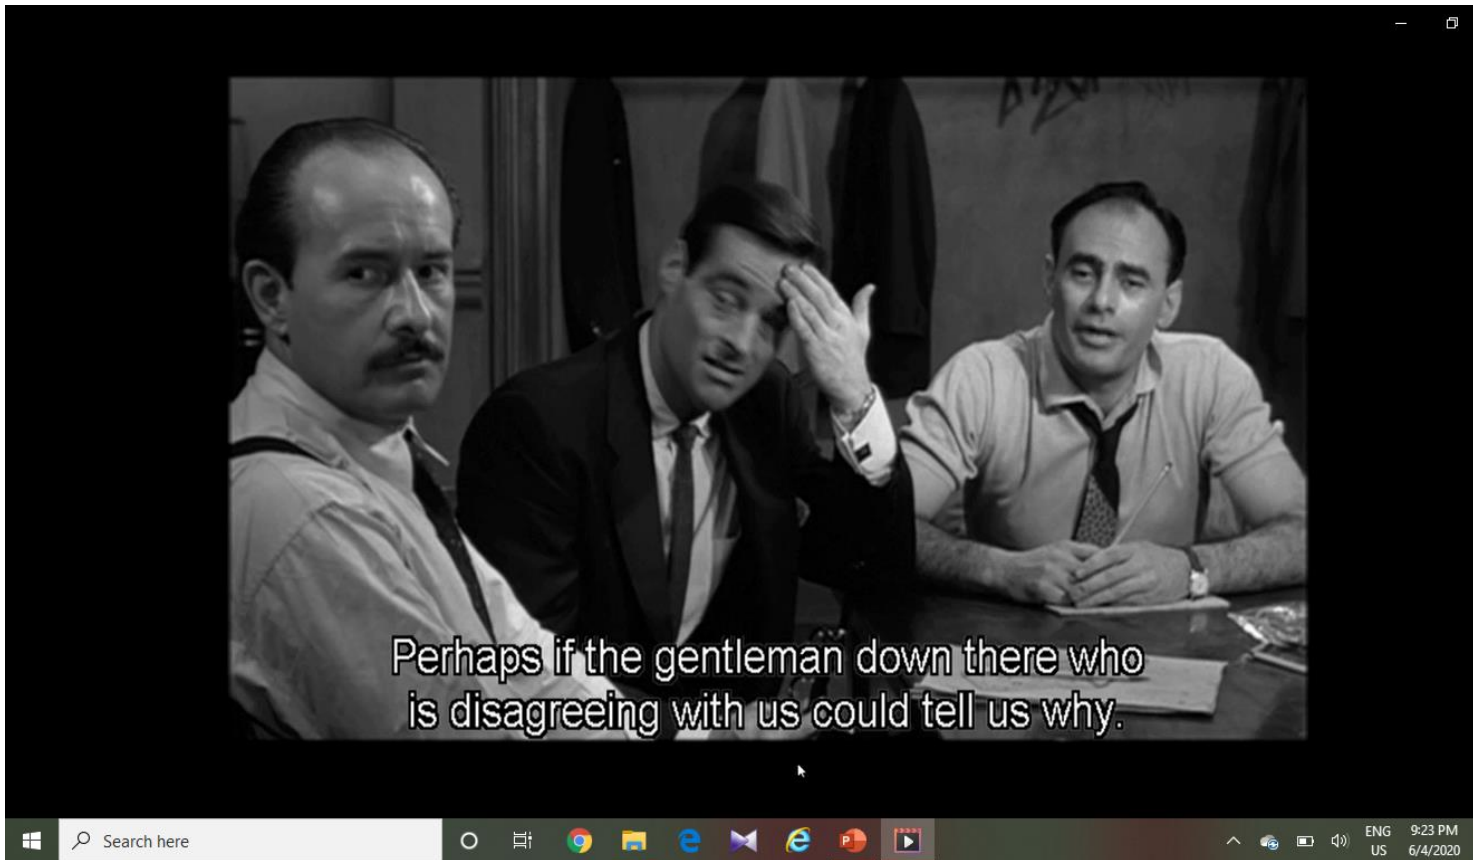 Perhaps if the gentleman down there who
is disagreeing with us could tell us why.
Search here
ENG
US
9:23 PM
6/4/2020